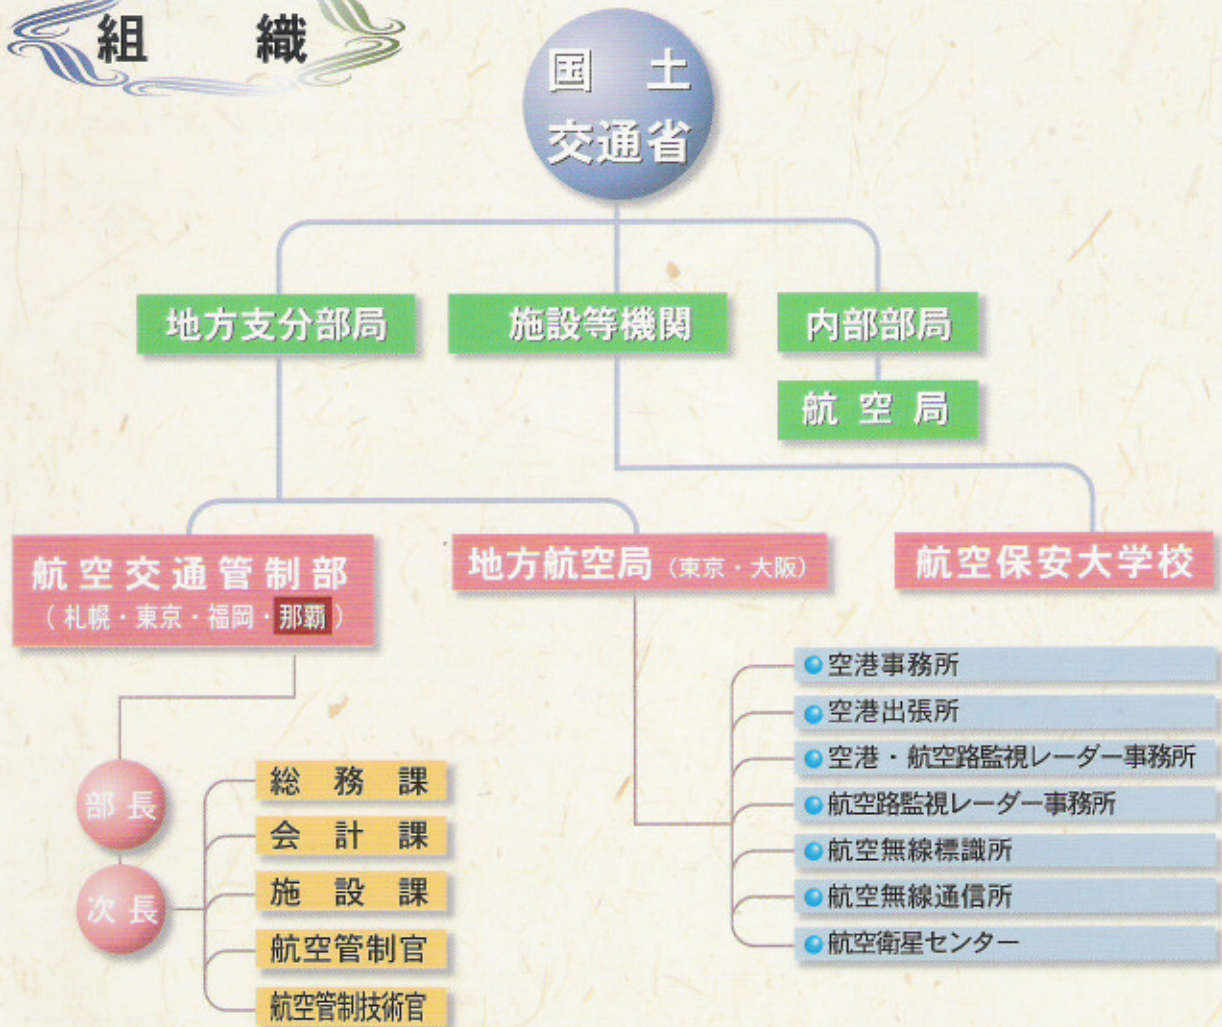 組 織
国 土
交通省
地方支分部局
施設等機関
内部部局
航 空 局
航空交通管制部
(札幌・東京・福岡・那覇)
地方航空局(東京・大阪)
航空保安大学校
空港事務所
空港出張所
空港・航空路監視レーダー事務所
航空路監視レーダー事務所
航空無線標識所
航空無線通信所
航空衛星センター
部 長
次 長
総 務 課
会 計 課
施 設 課
航空管制官
航空管制技術官